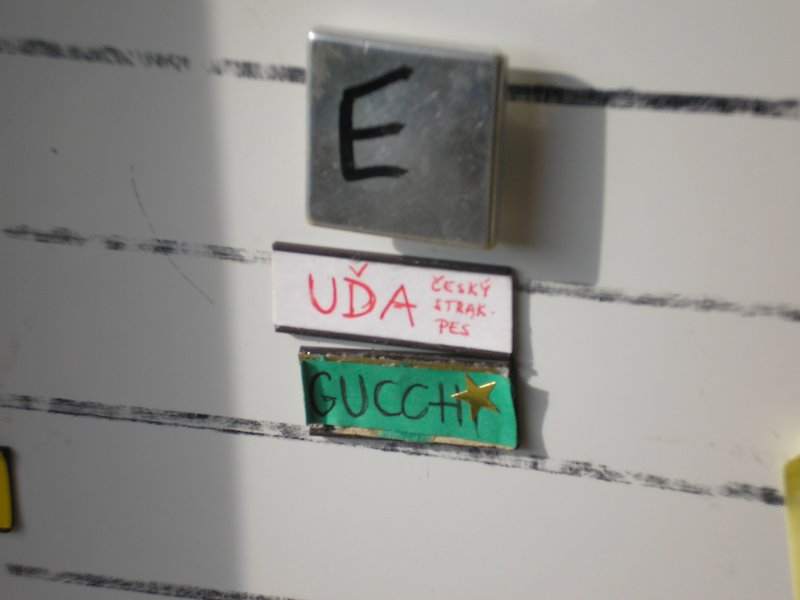 E
UĎA
ČESKÝ
STRAK.
PES
GUCCHI